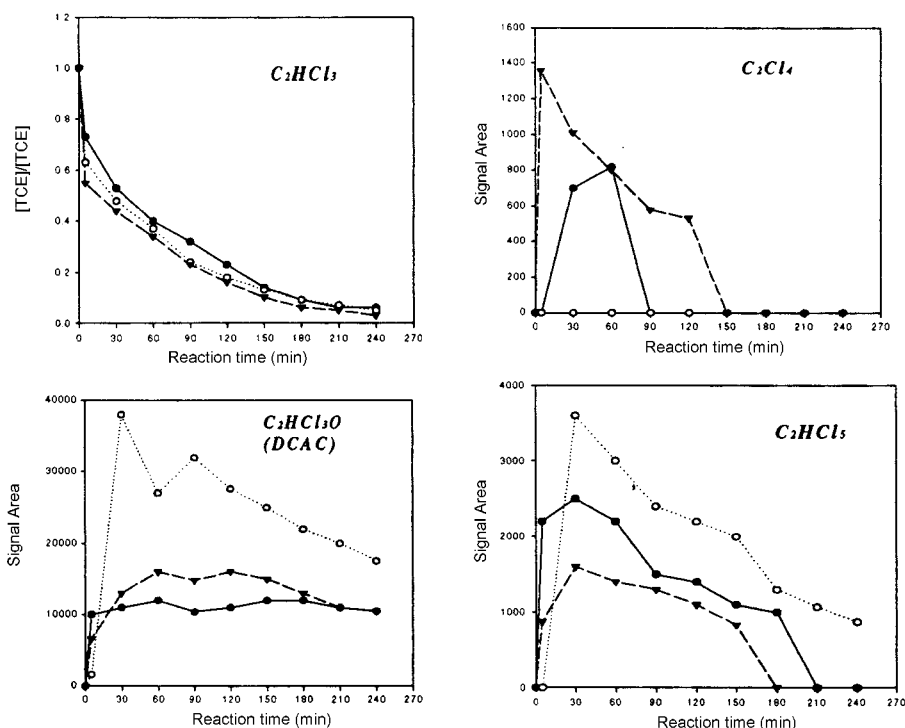 1.2
1.0
0.8
0.6
0.4
0.2
0.0
[TCE]/[TCE]
C₂HCl₃
0 30 60 90 120 150 180 210 240 270
Reaction time (min)
1600
1400
1200
1000
800
600
400
200
0
Signal Area
C₂Cl₄
0 30 60 90 120 150 180 210 240 270
Reaction time (min)
40000
30000
20000
10000
0
Signal Area
C₂HCl₃O
(DCAC)
0 30 60 90 120 150 180 210 240 270
Reaction time (min)
4000
3000
2000
1000
0
Signal Area
C₂HCl₅
0 30 60 90 120 150 180 210 240 270
Reaction time (min)